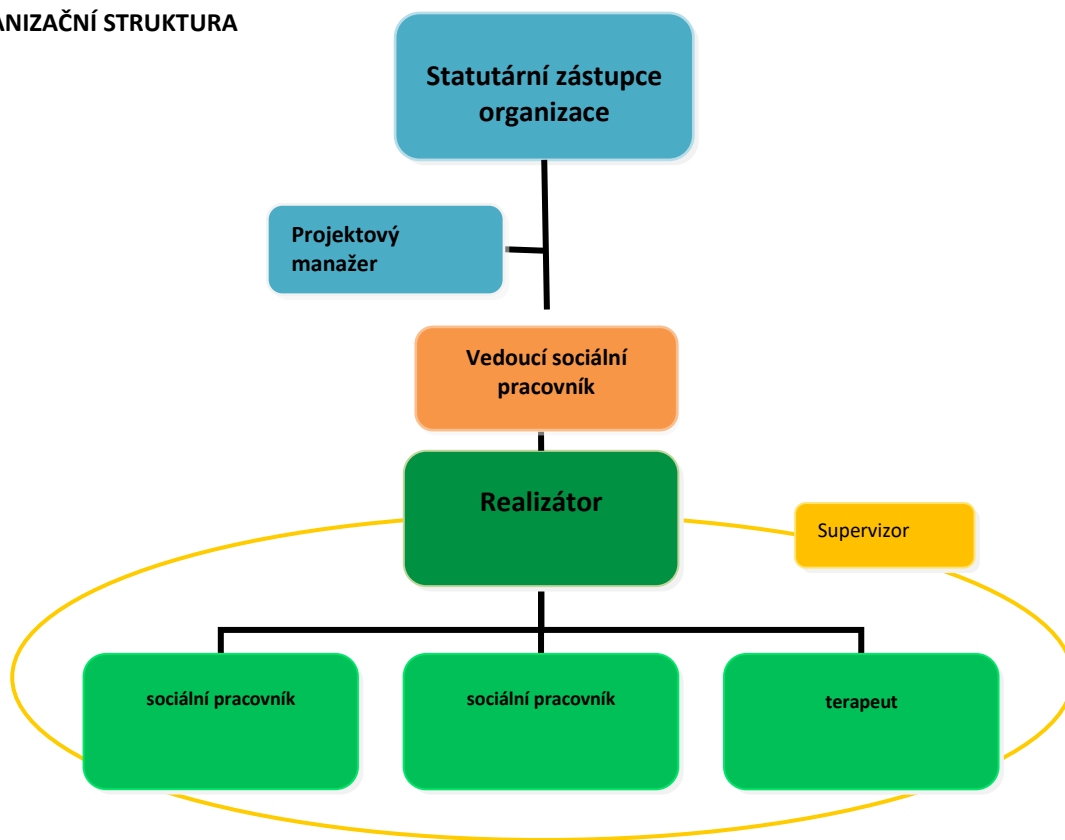 ANIZAČNÍ STRUKTURA
Statutární zástupce
organizace
Projektový
manažer
Vedoucí sociální
pracovník
Realizátor
Supervizor
sociální pracovník
sociální pracovník
terapeut